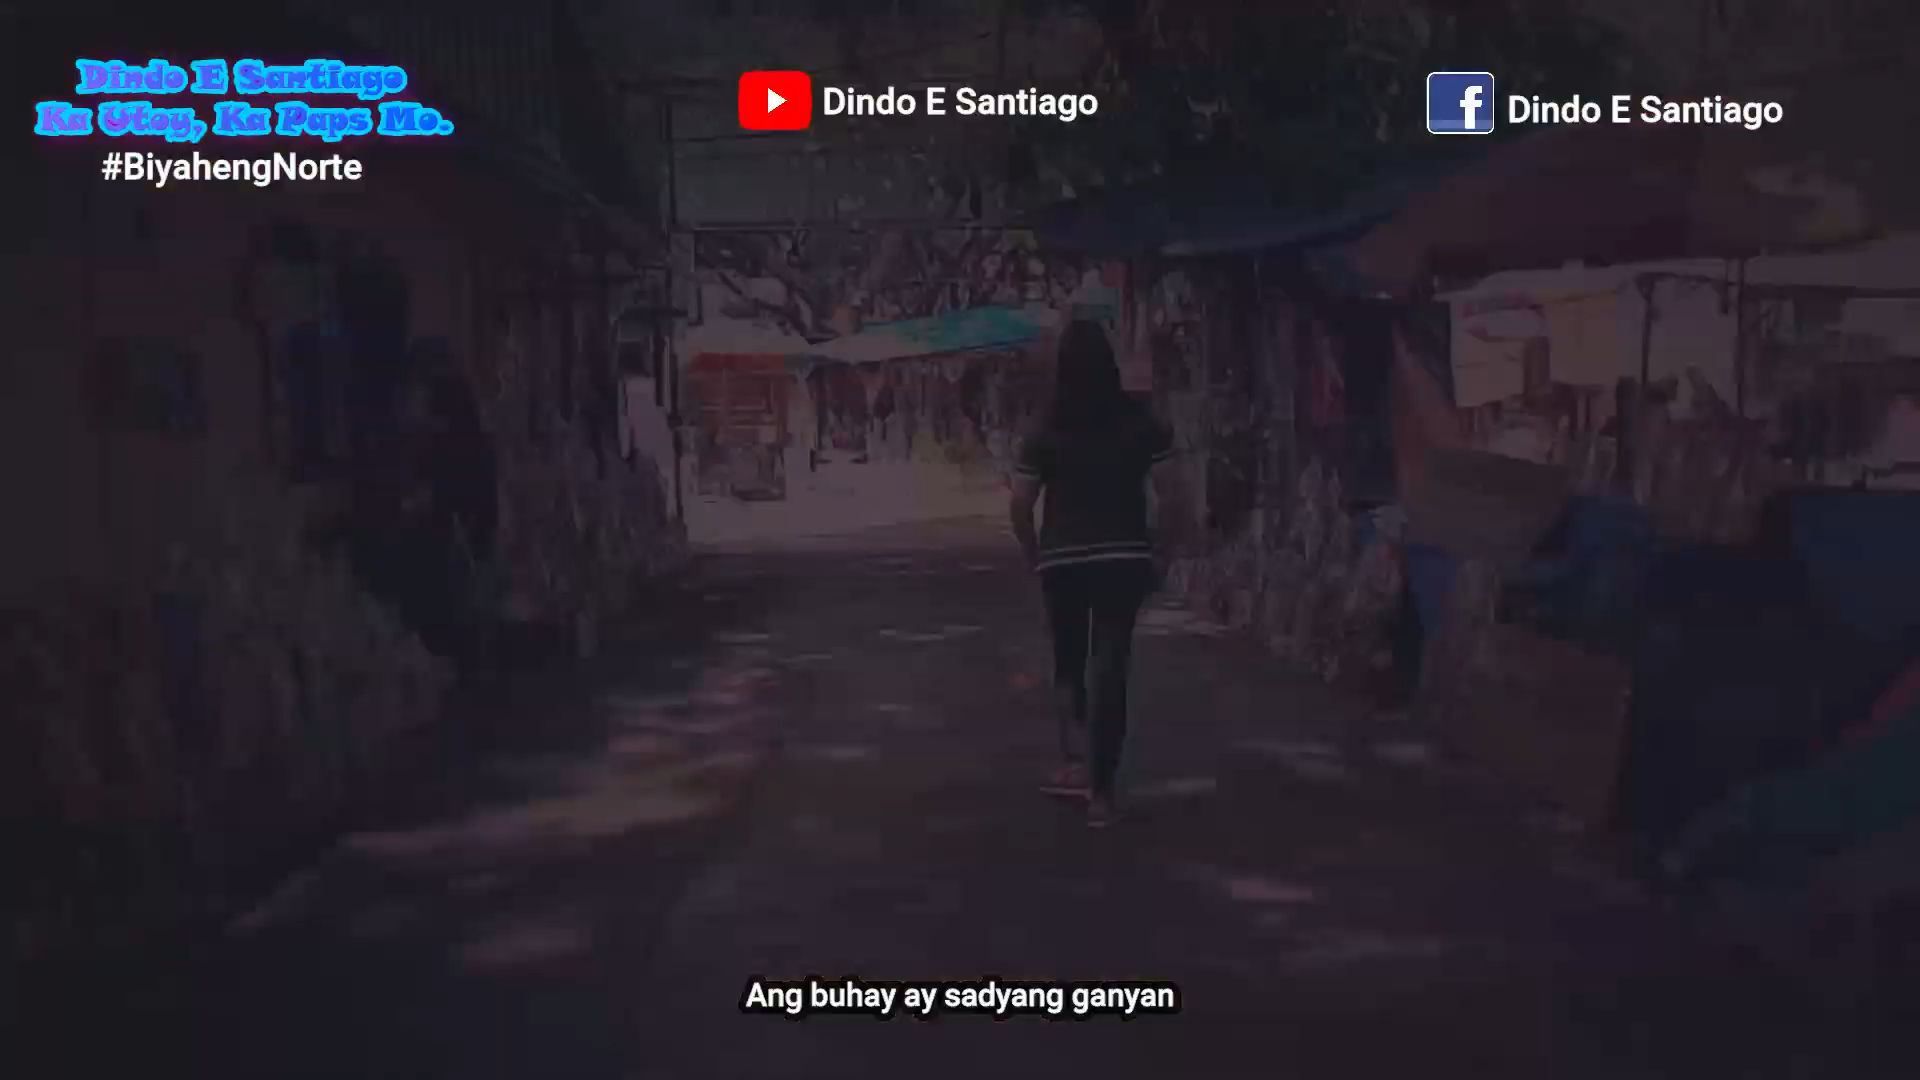 Dindo E Santiago
Ka Utoy, Ka Paps Mo.
#BiyahengNorte
Dindo E Santiago
Dindo E Santiago
Ang buhay ay sadyang ganyan